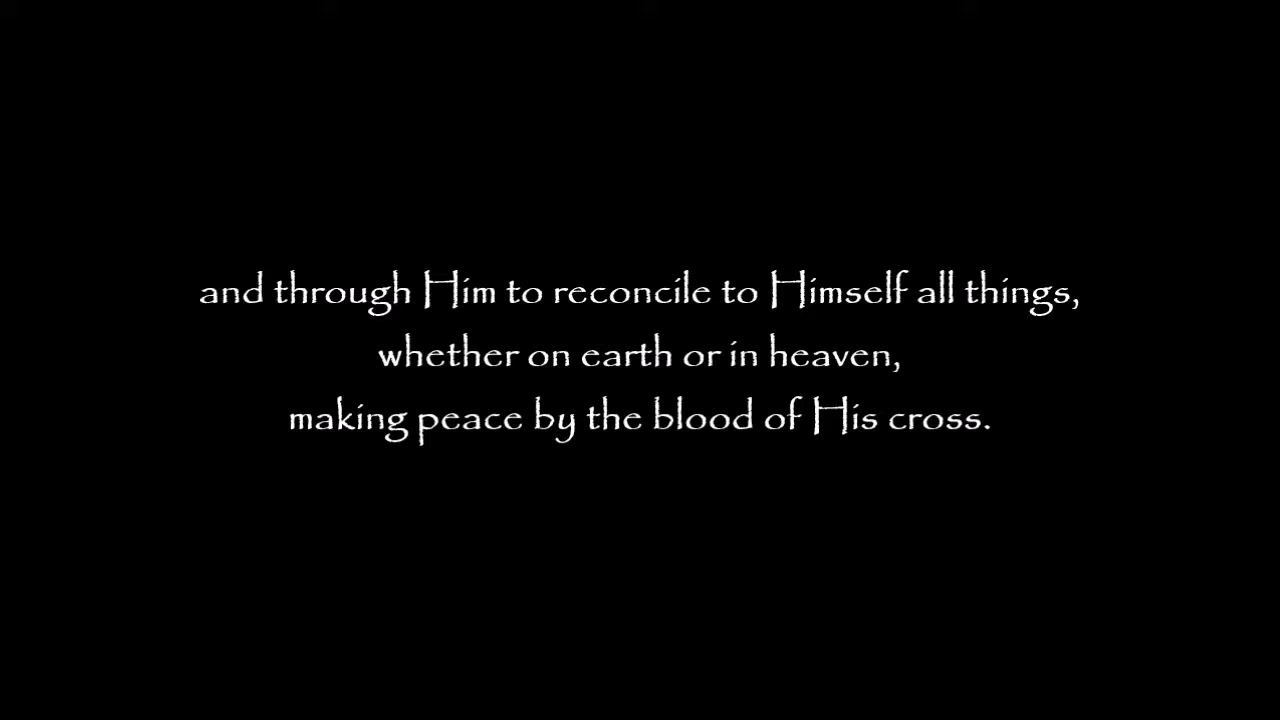 and through Him to reconcile to Himself all things,
whether on earth or in heaven,
making peace by the blood of His cross.